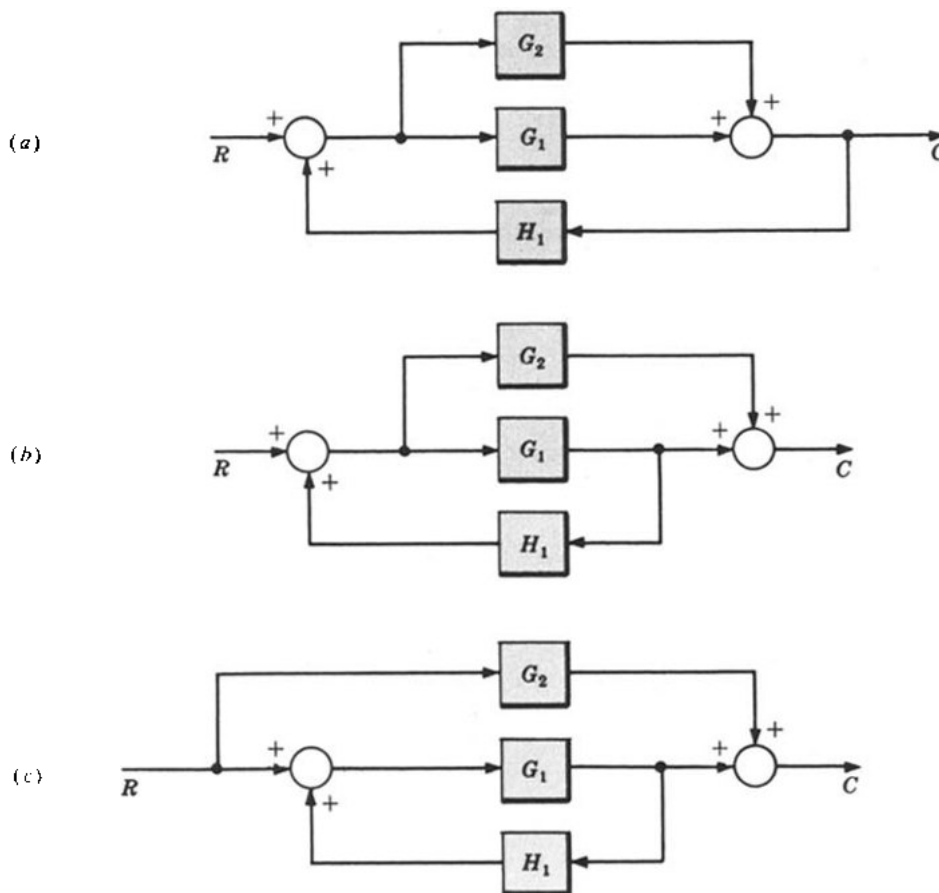 G₂
(a)
+ + +
R G₁ C
+
H₁
G₂
(b)
+ + +
R G₁ C
+
H₁
G₂
(c)
+ + +
R G₁ C
+
H₁